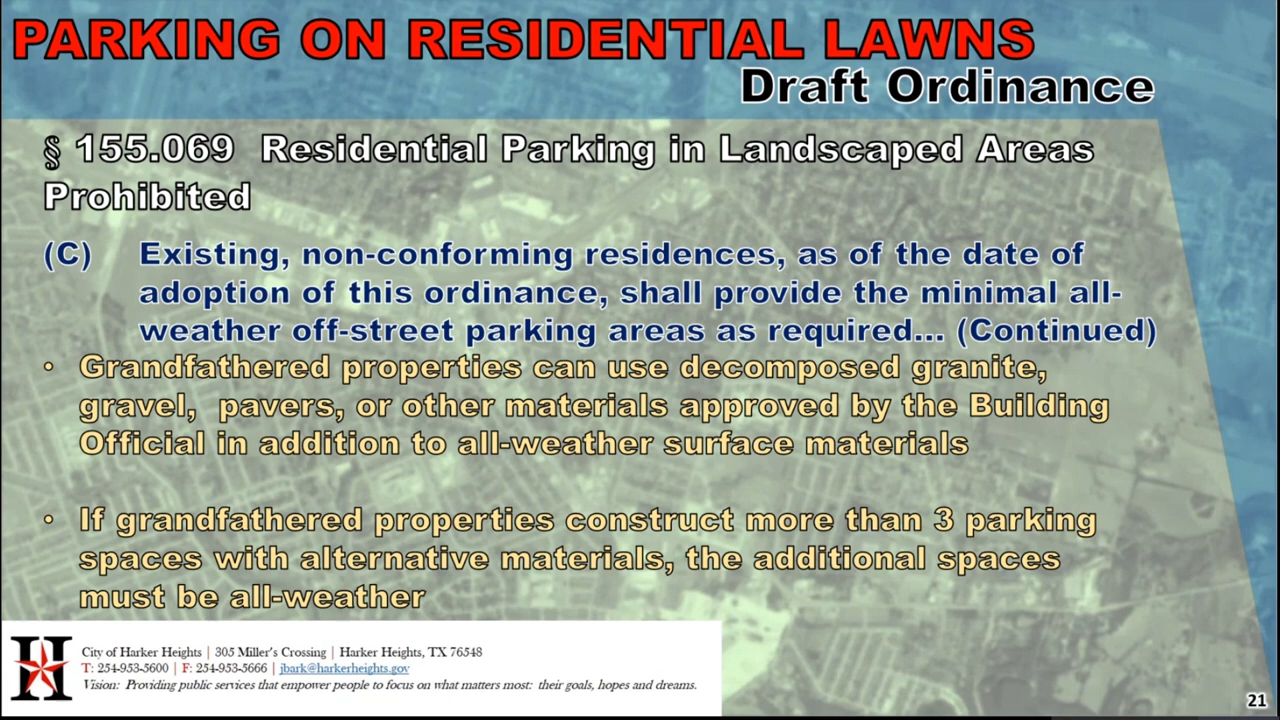 PARKING ON RESIDENTIAL LAWNS
Draft Ordinance
§ 155.069 Residential Parking in Landscaped Areas
Prohibited
(C) Existing, non-conforming residences, as of the date of
adoption of this ordinance, shall provide the minimal all-
weather off-street parking areas as required... (Continued)
• Grandfathered properties can use decomposed granite,
gravel, pavers, or other materials approved by the Building
Official in addition to all-weather surface materials
• If grandfathered properties construct more than 3 parking
spaces with alternative materials, the additional spaces
must be all-weather
H
City of Harker Heights | 305 Miller's Crossing | Harker Heights, TX 76548
T: 254-953-5600 | F: 254-953-5666 | jbark@harkerheights.gov
Vision: Providing public services that empower people to focus on what matters most: their goals, hopes and dreams.
21